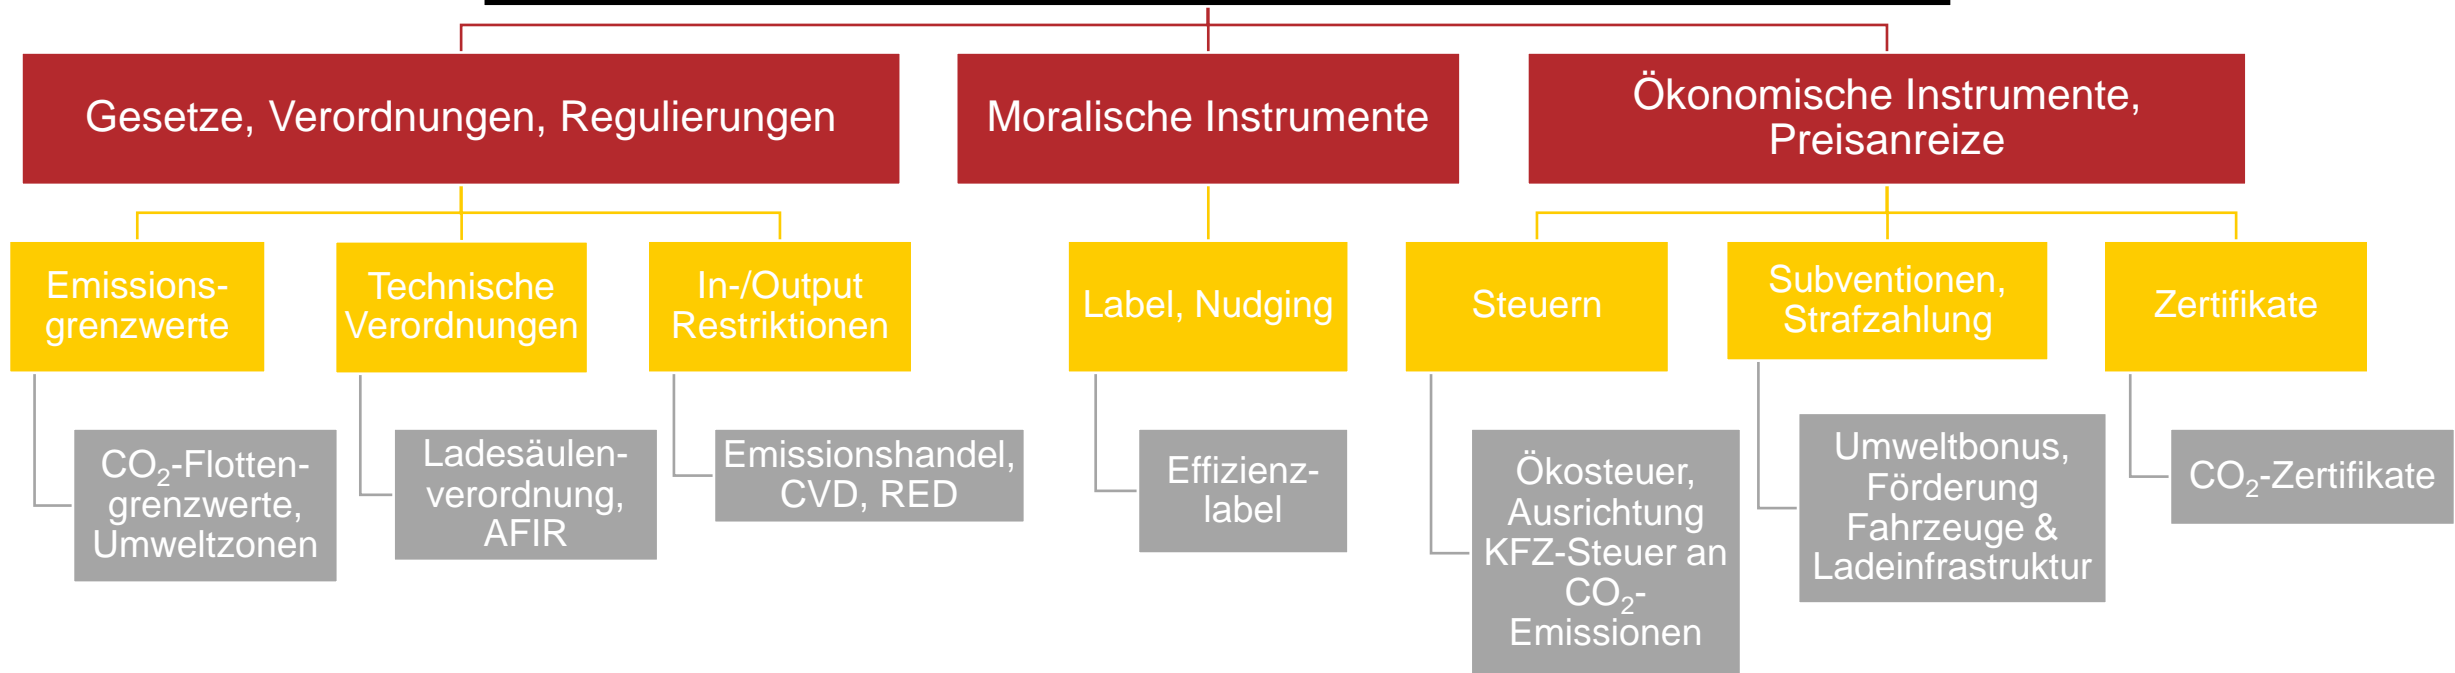 Gesetze, Verordnungen, Regulierungen
Moralische Instrumente
Ökonomische Instrumente,
Preisanreize
Emissions-
grenzwerte
Technische
Verordnungen
In-/Output
Restriktionen
Label, Nudging
Steuern
Subventionen,
Strafzahlung
Zertifikate
CO₂-Flotten-
grenzwerte,
Umweltzonen
Ladesäulen-
verordnung,
AFIR
Emissionshandel,
CVD, RED
Effizienz-
label
Ökosteuer,
Ausrichtung
KFZ-Steuer an
CO₂-
Emissionen
Umweltbonus,
Förderung
Fahrzeuge &
Ladeinfrastruktur
CO₂-Zertifikate